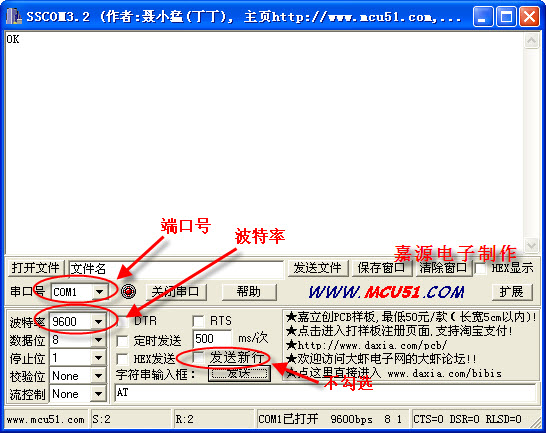 SSCOM3.2 (作者:聂小猛(丁丁), 主页http://www.mcu51.com,...
OK
端口号
波特率
嘉源电子制作
打开文件 文件名 发送文件 保存窗口 清除窗口 HEX显示
串口号 COM1 关闭串口 帮助 WWW.MCU51.COM 扩展
波特率 9600 DTR RTS
数据位 8 定时发送 500 ms/次
停止位 1 HEX发送 发送新行
校验位 None 字符串输入框: 发送
不勾选
流控制 None AT
★嘉立创PCB样板,最低50元/款(长宽5cm以内)!
★点击进入打样板注册页面,支持淘宝支付!
★http://www.daxia.com/pcb/
★欢迎访问大虾电子网的大虾论坛!!
★点这里直接进入 www.daxia.com/bibis
www.mcu51.com S:2 R:2 COM1已打开 9600bps 8 1 CTS=0 DSR=0 RLSD=0